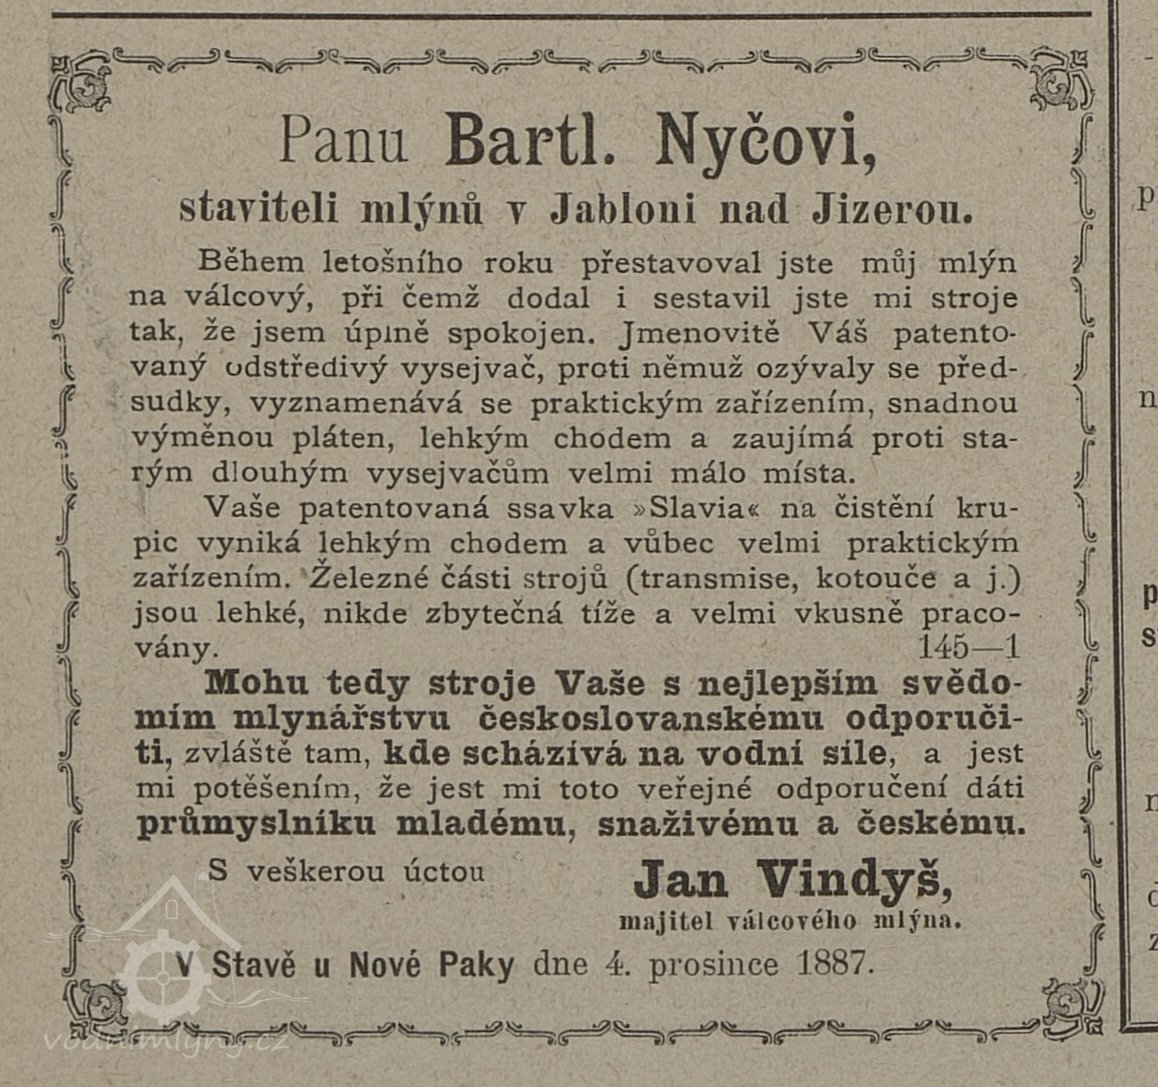 Panu Bartl. Nyčovi,
staviteli mlýnů v Jabloni nad Jizerou.
Během letošního roku přestavoval jste můj mlýn
na válcový, při čemž dodal i sestavil jste mi stroje
tak, že jsem úplně spokojen. Jmenovitě Váš patento-
vaný odstředivý vysejvač, proti němuž ozývaly se před-
sudky, vyznamenává se praktickým zařízením, snadnou
výměnou pláten, lehkým chodem a zaujímá proti sta-
rým dlouhým vysejvačům velmi málo místa.
Vaše patentovaná ssavka »Slavia« na čistění kru-
pic vyniká lehkým chodem a vůbec velmi praktickým
zařízením. Železné části strojů (transmise, kotouče a j.)
jsou lehké, nikde zbytečná tíže a velmi vkusně praco-
vány. 145—1
Mohu tedy stroje Vaše s nejlepším svědo-
mím mlynářstvu českoslovanskému odporuči-
ti, zvláště tam, kde scházívá na vodní síle, a jest
mi potěšením, že jest mi toto veřejné odporučení dáti
průmyslníku mladému, snaživému a českému.
S veškerou úctou
Jan Vindyš,
majitel válcového mlýna.
V Stavě u Nové Paky dne 4. prosince 1887.
vodnimlyny.cz